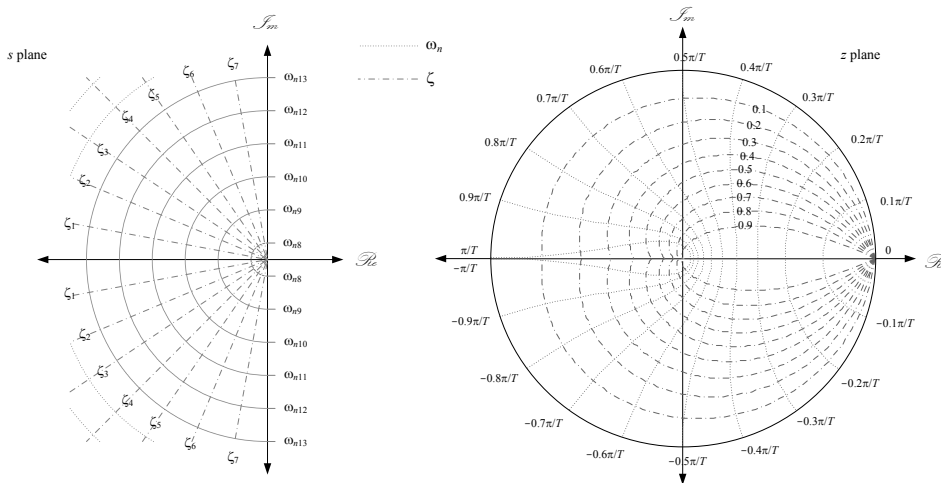 s plane
ℐm
ζ7
ζ6
ζ5
ζ4
ζ3
ζ2
ζ1
ζ1
ζ2
ζ3
ζ4
ζ5
ζ6
ζ7
ωn13
ωn12
ωn11
ωn10
ωn9
ωn8
ℛe
ωn8
ωn9
ωn10
ωn11
ωn12
ωn13
ωn
ζ
ℐm
z plane
0.5π/T
0.6π/T
0.4π/T
0.7π/T
0.3π/T
0.8π/T
0.2π/T
0.9π/T
0.1π/T
π/T
0
−π/T
ℛ
−0.9π/T
−0.1π/T
−0.8π/T
−0.2π/T
−0.7π/T
−0.3π/T
−0.6π/T
−0.4π/T
−0.5π/T
0.1
0.2
0.3
0.4
0.5
0.6
0.7
0.8
0.9